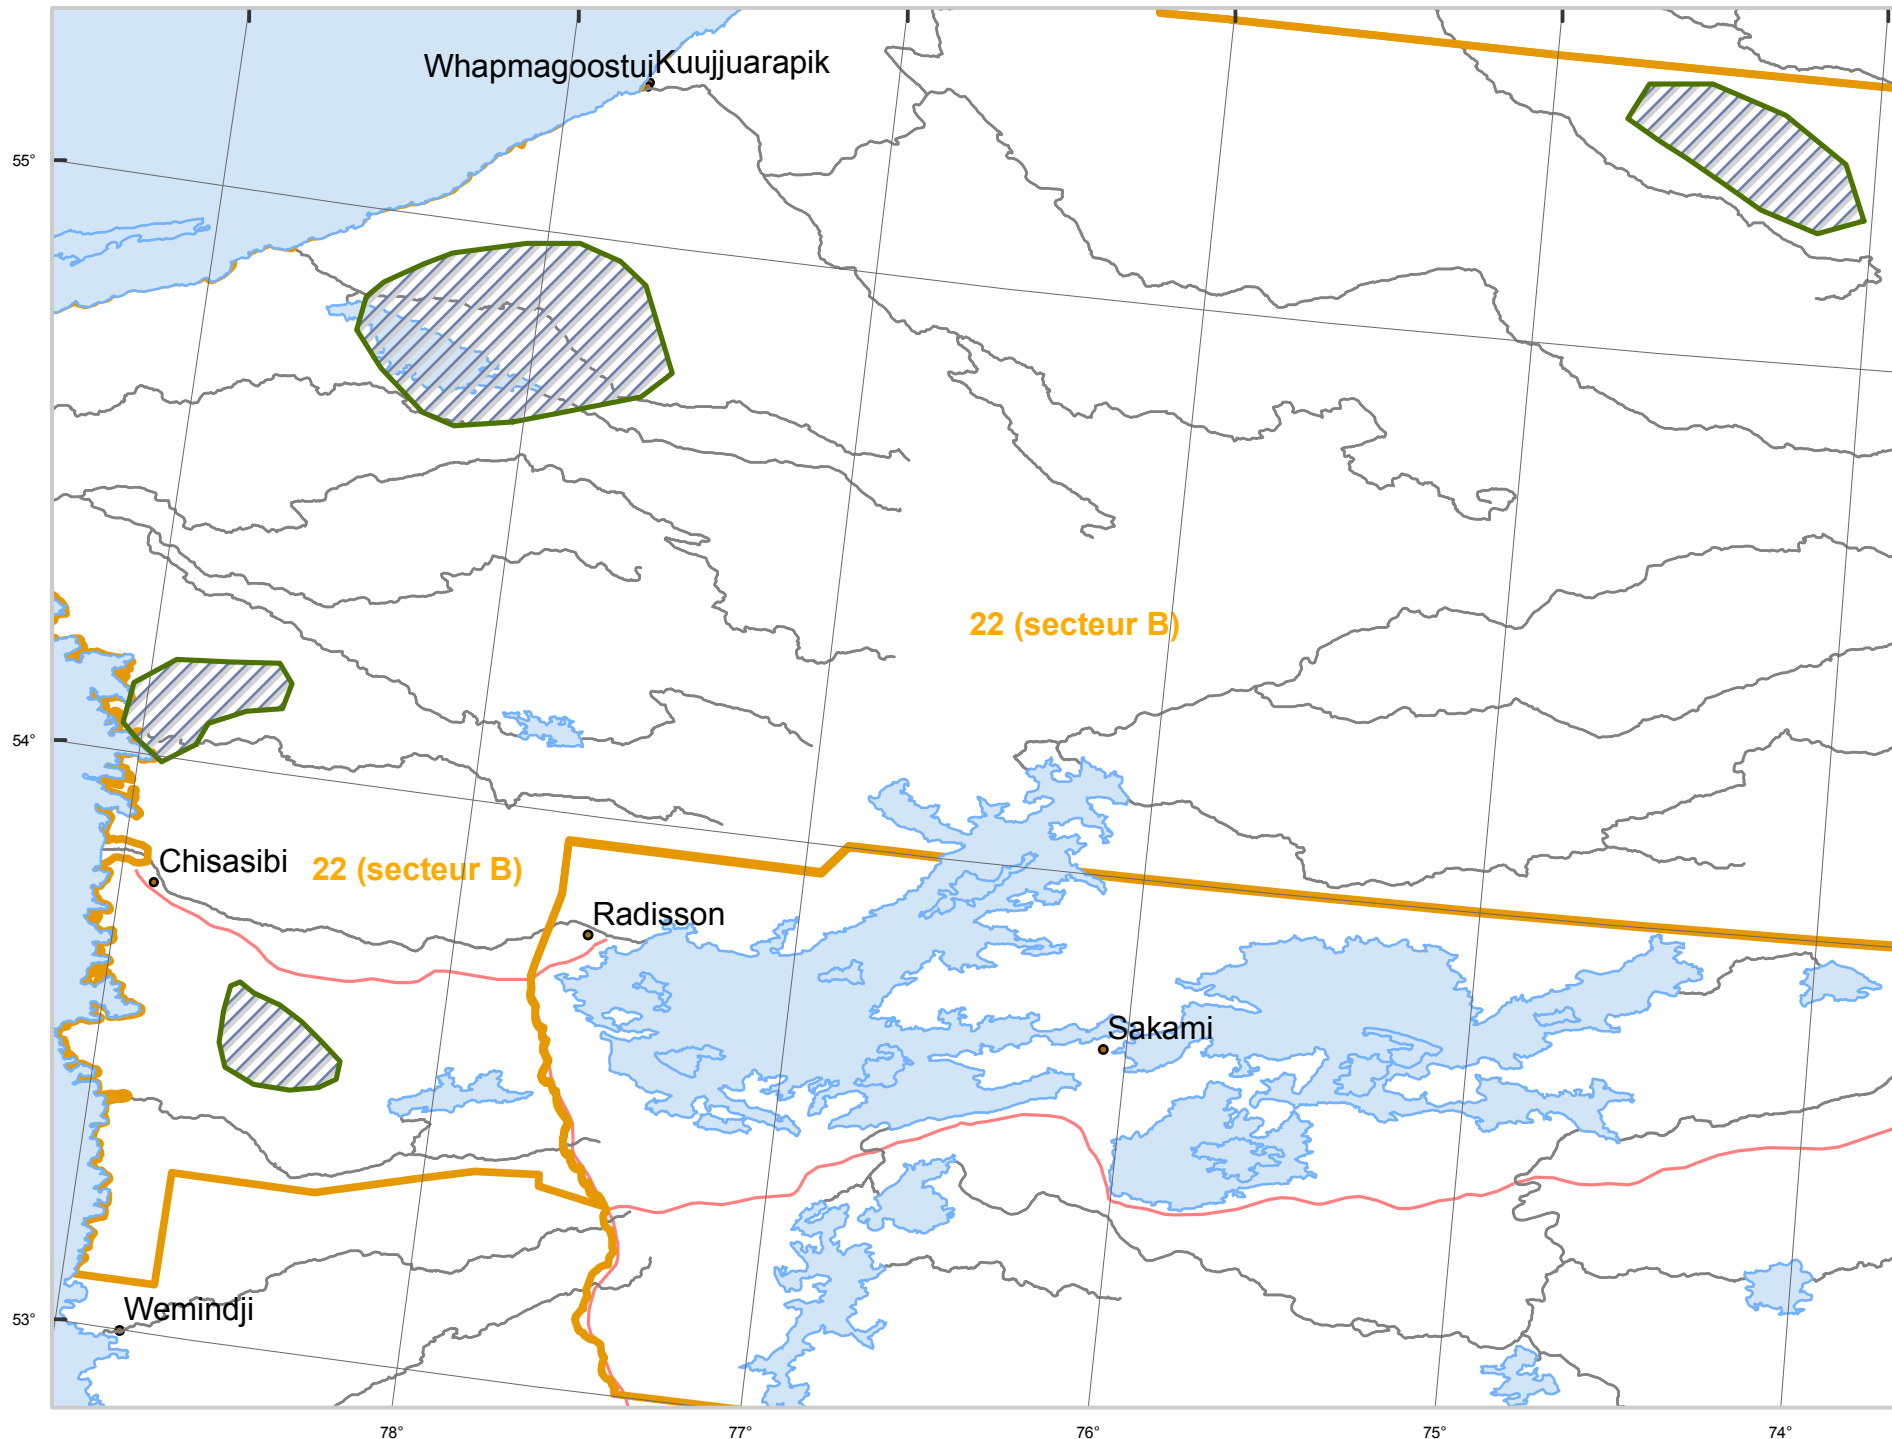 Whapmagoostui
Kuujjuarapik
55°
22 (secteur B)
54°
Chisasibi
22 (secteur B)
Radisson
Sakami
Wemindji
53°
78°
77°
76°
75°
74°